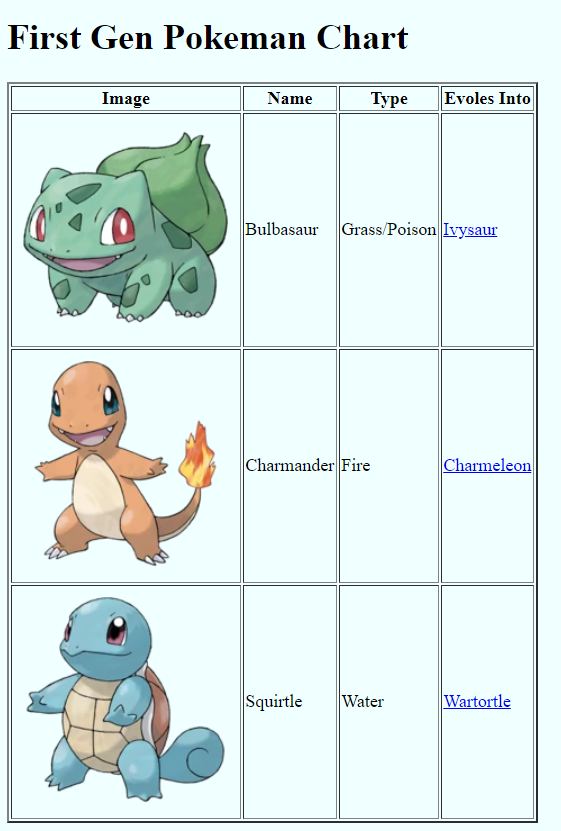 First Gen Pokeman Chart
Image Name Type Evoles Into
Bulbasaur Grass/Poison Ivysaur
Charmander Fire Charmeleon
Squirtle Water Wartortle